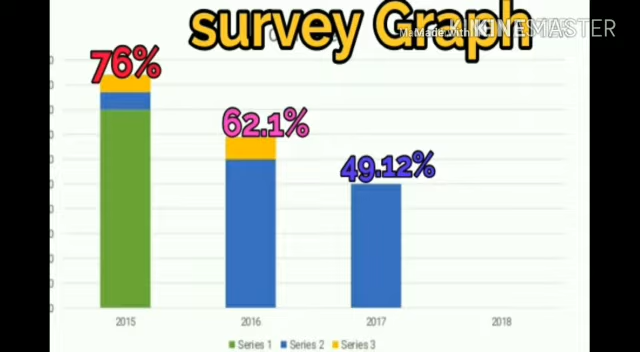 survey Graph
Made with KINEMASTER
76%
62.1%
49.12%
2015 2016 2017 2018
Series 1 Series 2 Series 3